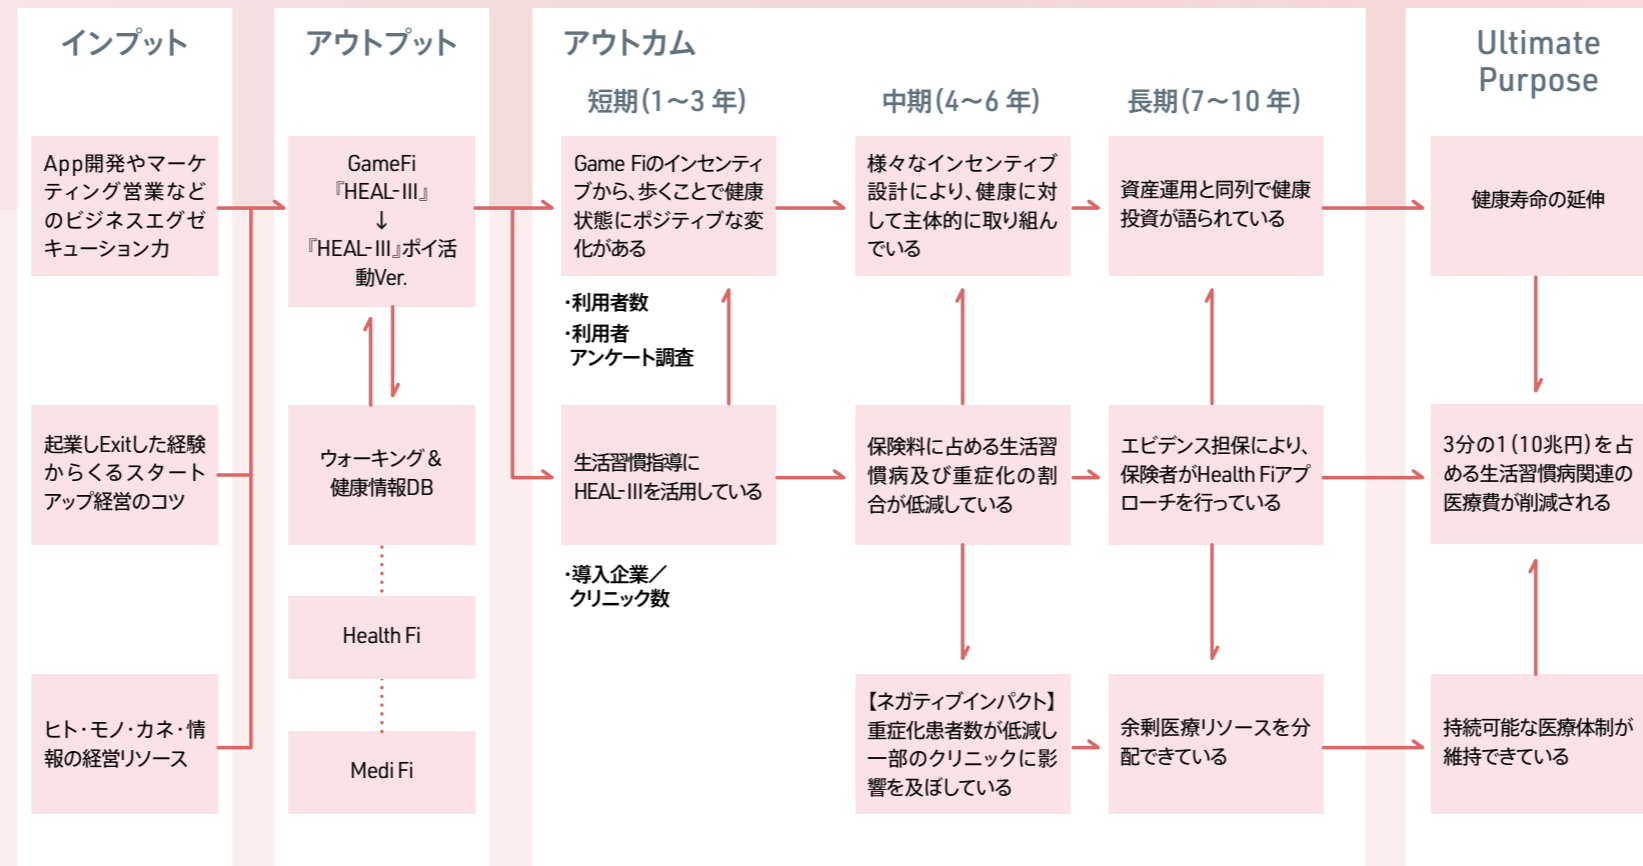 インプット
App開発やマーケ
ティング営業など
のビジネスエグゼ
キューション力
起業しExitした経験
からくるスタート
アップ経営のコツ
ヒト・モノ・カネ・情
報の経営リソース
アウトプット
GameFi
『HEAL-III』
↓
『HEAL-III』ポイ活
動Ver.
ウォーキング &
健康情報DB
Health Fi
Medi Fi
アウトカム
短期(1〜3 年)
Game Fiのインセンティ
ブから、歩くことで健康
状態にポジティブな変
化がある
・利用者数
・利用者
アンケート調査
生活習慣指導に
HEAL-IIIを活用している
・導入企業／
クリニック数
中期(4〜6 年)
様々なインセンティブ
設計により、健康に対
して主体的に取り組ん
でいる
保険料に占める生活習
慣病及び重症化の割
合が低減している
【ネガティブインパクト】
重症化患者数が低減し
一部のクリニックに影
響を及ぼしている
長期(7〜10 年)
資産運用と同列で健康
投資が語られている
エビデンス担保により、
保険者がHealth Fiアプ
ローチを行っている
余剰医療リソースを分
配できている
Ultimate
Purpose
健康寿命の延伸
3分の1(10兆円)を占
める生活習慣病関連の
医療費が削減される
持続可能な医療体制が
維持できている